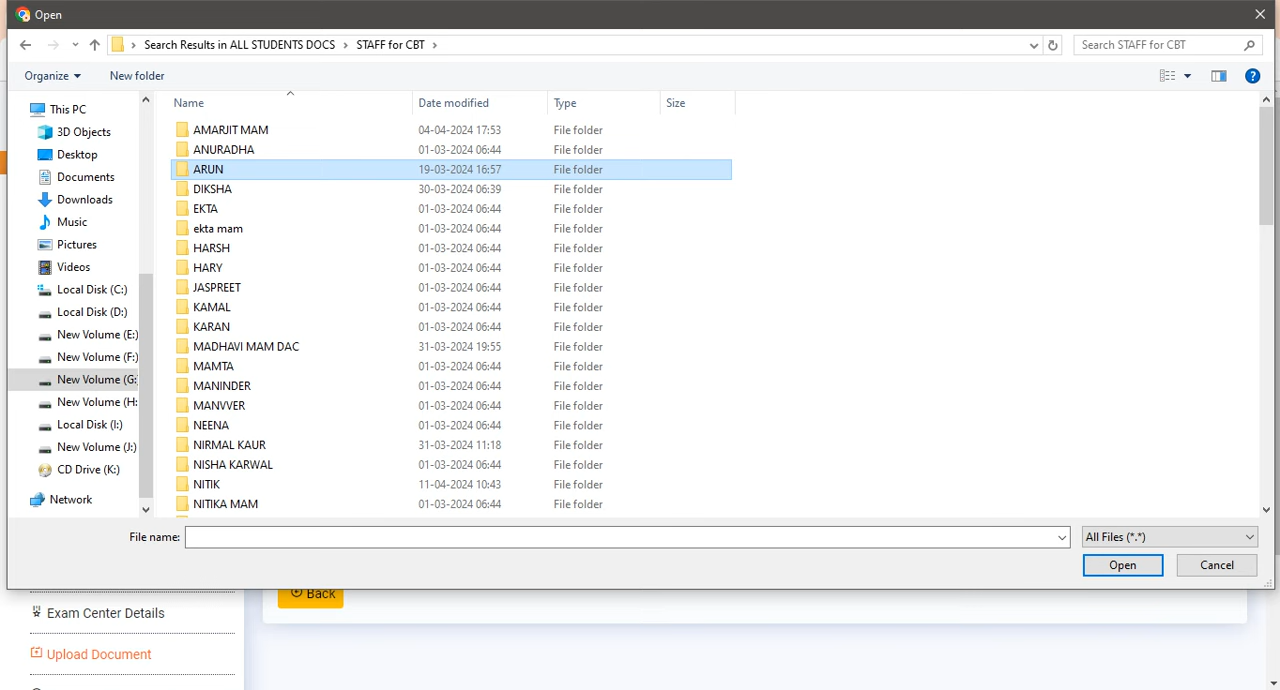 Open
Search Results in ALL STUDENTS DOCS › STAFF for CBT ›
Search STAFF for CBT
Organize
New folder
This PC
3D Objects
Desktop
Documents
Downloads
Music
Pictures
Videos
Local Disk (C:)
Local Disk (D:)
New Volume (E:)
New Volume (F:)
New Volume (G:
New Volume (H:
Local Disk (I:)
New Volume (J:)
CD Drive (K:)
Network
Name Date modified Type Size
AMARJIT MAM 04-04-2024 17:53 File folder
ANURADHA 01-03-2024 06:44 File folder
ARUN 19-03-2024 16:57 File folder
DIKSHA 30-03-2024 06:39 File folder
EKTA 01-03-2024 06:44 File folder
ekta mam 01-03-2024 06:44 File folder
HARSH 01-03-2024 06:44 File folder
HARY 01-03-2024 06:44 File folder
JASPREET 01-03-2024 06:44 File folder
KAMAL 01-03-2024 06:44 File folder
KARAN 01-03-2024 06:44 File folder
MADHAVI MAM DAC 31-03-2024 19:55 File folder
MAMTA 01-03-2024 06:44 File folder
MANINDER 01-03-2024 06:44 File folder
MANVVER 01-03-2024 06:44 File folder
NEENA 01-03-2024 06:44 File folder
NIRMAL KAUR 31-03-2024 11:18 File folder
NISHA KARWAL 01-03-2024 06:44 File folder
NITIK 11-04-2024 10:43 File folder
NITIKA MAM 01-03-2024 06:44 File folder
File name:
All Files (*.*)
Open
Cancel
Back
Exam Center Details
Upload Document